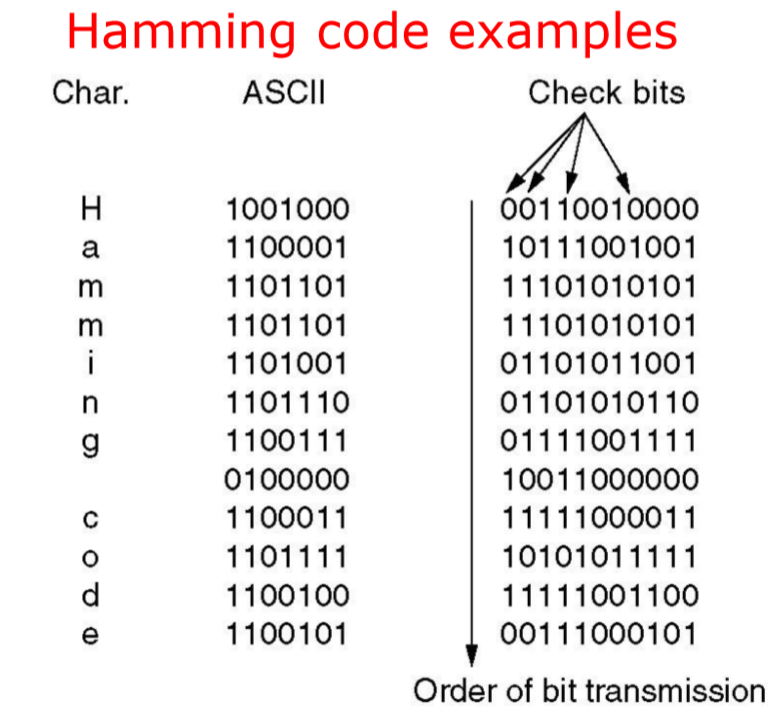 Hamming code examples
Char. ASCII Check bits
H 1001000 00110010000
a 1100001 10111001001
m 1101101 11101010101
m 1101101 11101010101
i 1101001 01101011001
n 1101110 01101010110
g 1100111 01111001111
0100000 10011000000
c 1100011 11111000011
o 1101111 10101011111
d 1100100 11111001100
e 1100101 00111000101
Order of bit transmission